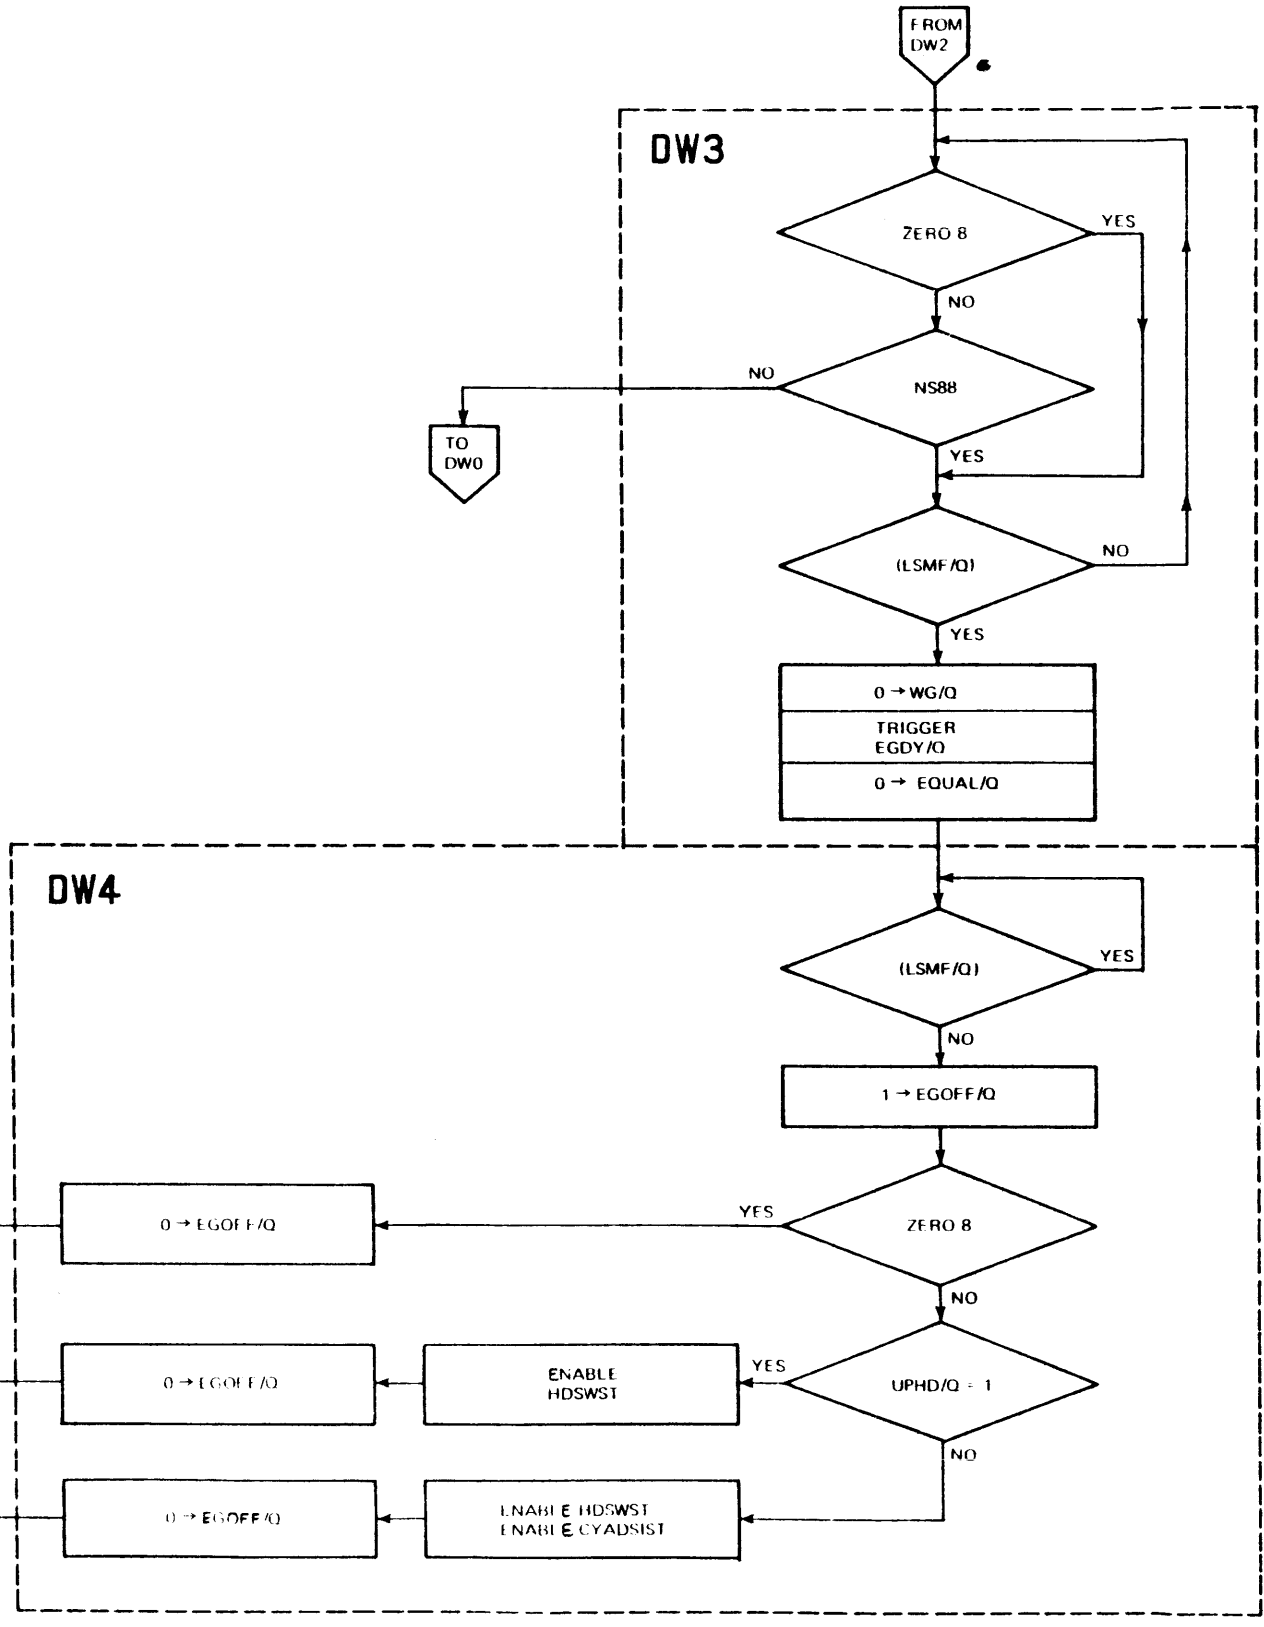 FROM
DW2
DW3
ZERO 8
YES
NO
NS88
NO
TO
DW0
YES
(LSMF/Q)
NO
YES
0 → WG/Q
TRIGGER
EGDY/Q
0 → EQUAL/Q
DW4
(LSMF/Q)
YES
NO
1 → EGOFF/Q
0 → EGOFF/Q
YES
ZERO 8
NO
0 → EGOFF/Q
ENABLE
HDSWST
YES
UPHD/Q = 1
NO
0 → EGOFF/Q
ENABLE HDSWST
ENABLE CYADSIST